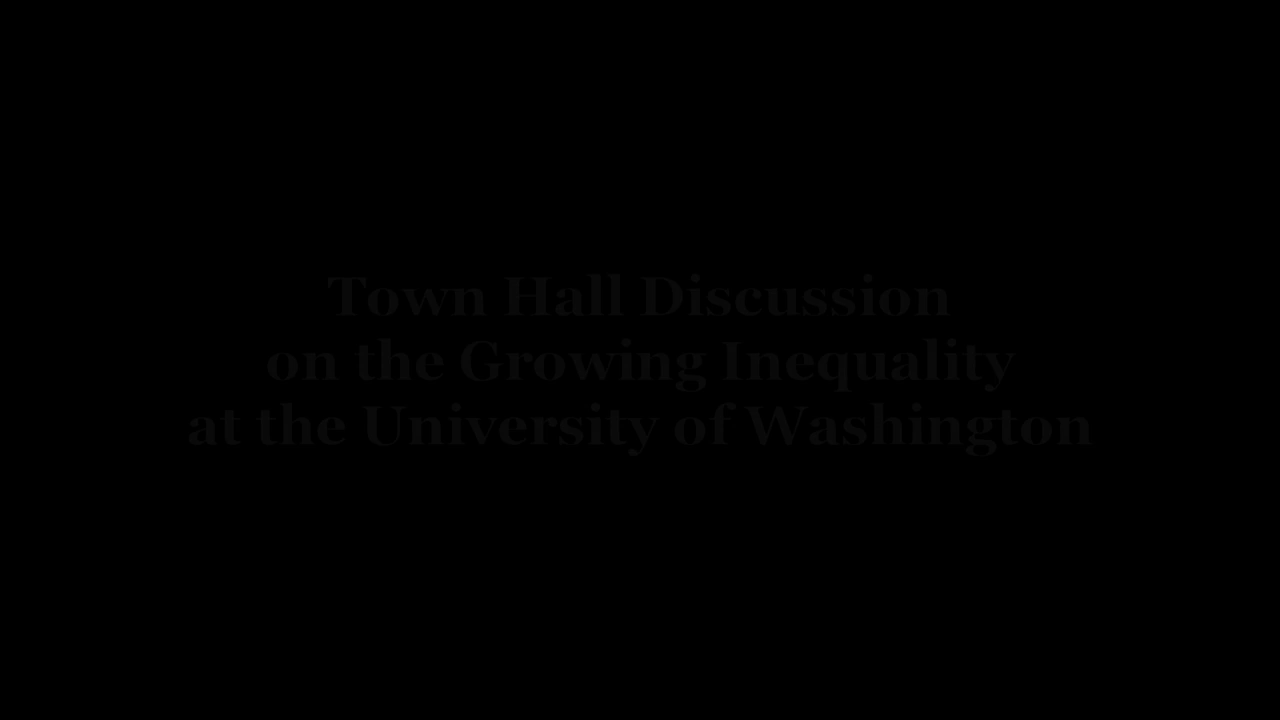 Town Hall Discussion
on the Growing Inequality
at the University of Washington